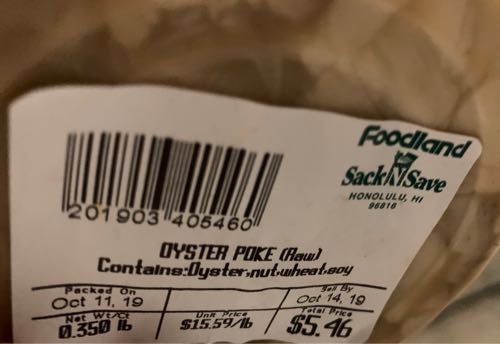 Foodland
Sack N Save
HONOLULU, HI
96816
201903 405460
OYSTER POKE (Raw)
Contains:Oyster,nut,wheat,soy
Packed On
Sell By
Oct 11, 19
Oct 14, 19
Net Wt/Ct
Unit Price
Total Price
0.350 lb
$15.59/lb
$5.46